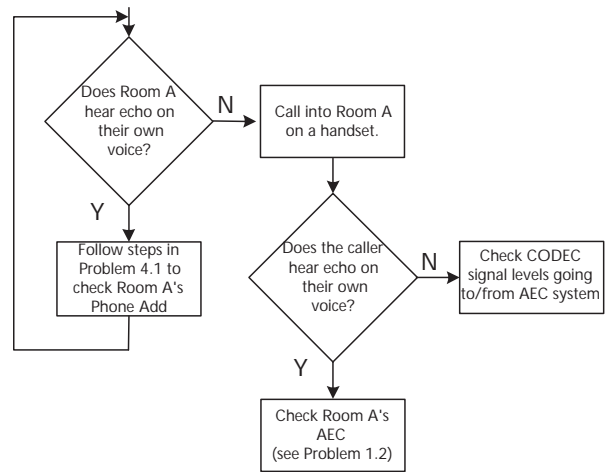 Does Room A
hear echo on
their own
voice?
N
Call into Room A
on a handset.
Y
Follow steps in
Problem 4.1 to
check Room A's
Phone Add
Does the caller
hear echo on
their own
voice?
N
Check CODEC
signal levels going
to/from AEC system
Y
Check Room A's
AEC
(see Problem 1.2)